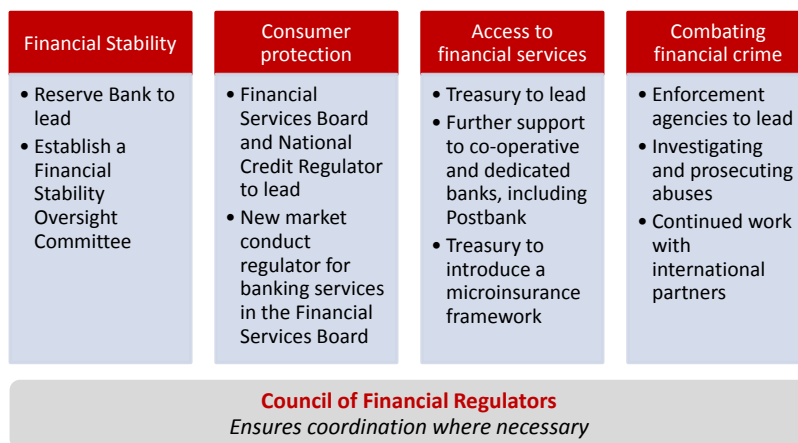 Financial Stability
• Reserve Bank to
lead
• Establish a
Financial
Stability
Oversight
Committee
Consumer
protection
• Financial
Services Board
and National
Credit Regulator
to lead
• New market
conduct
regulator for
banking services
in the Financial
Services Board
Access to
financial services
• Treasury to lead
• Further support
to co-operative
and dedicated
banks, including
Postbank
• Treasury to
introduce a
microinsurance
framework
Combating
financial crime
• Enforcement
agencies to lead
• Investigating
and prosecuting
abuses
• Continued work
with
international
partners
Council of Financial Regulators
Ensures coordination where necessary